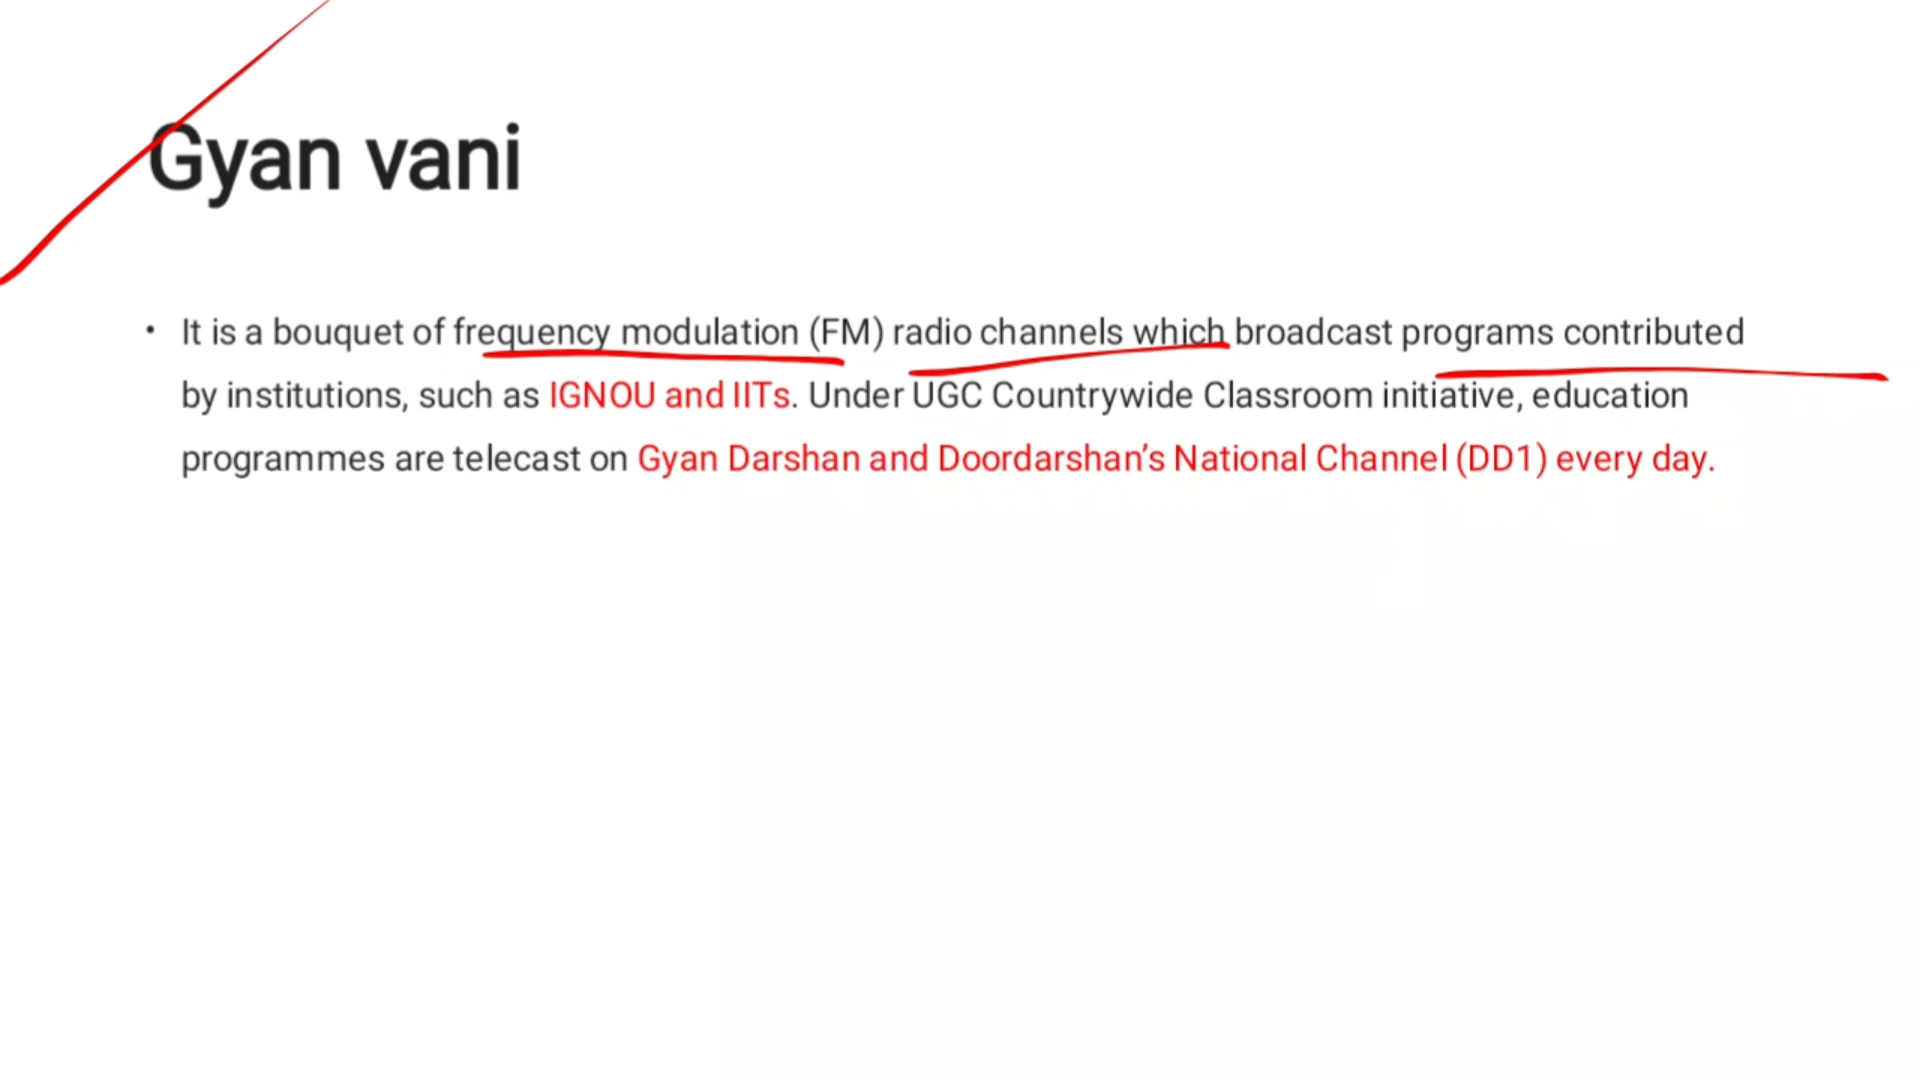 Gyan vani
• It is a bouquet of frequency modulation (FM) radio channels which broadcast programs contributed
by institutions, such as IGNOU and IITs. Under UGC Countrywide Classroom initiative, education
programmes are telecast on Gyan Darshan and Doordarshan’s National Channel (DD1) every day.